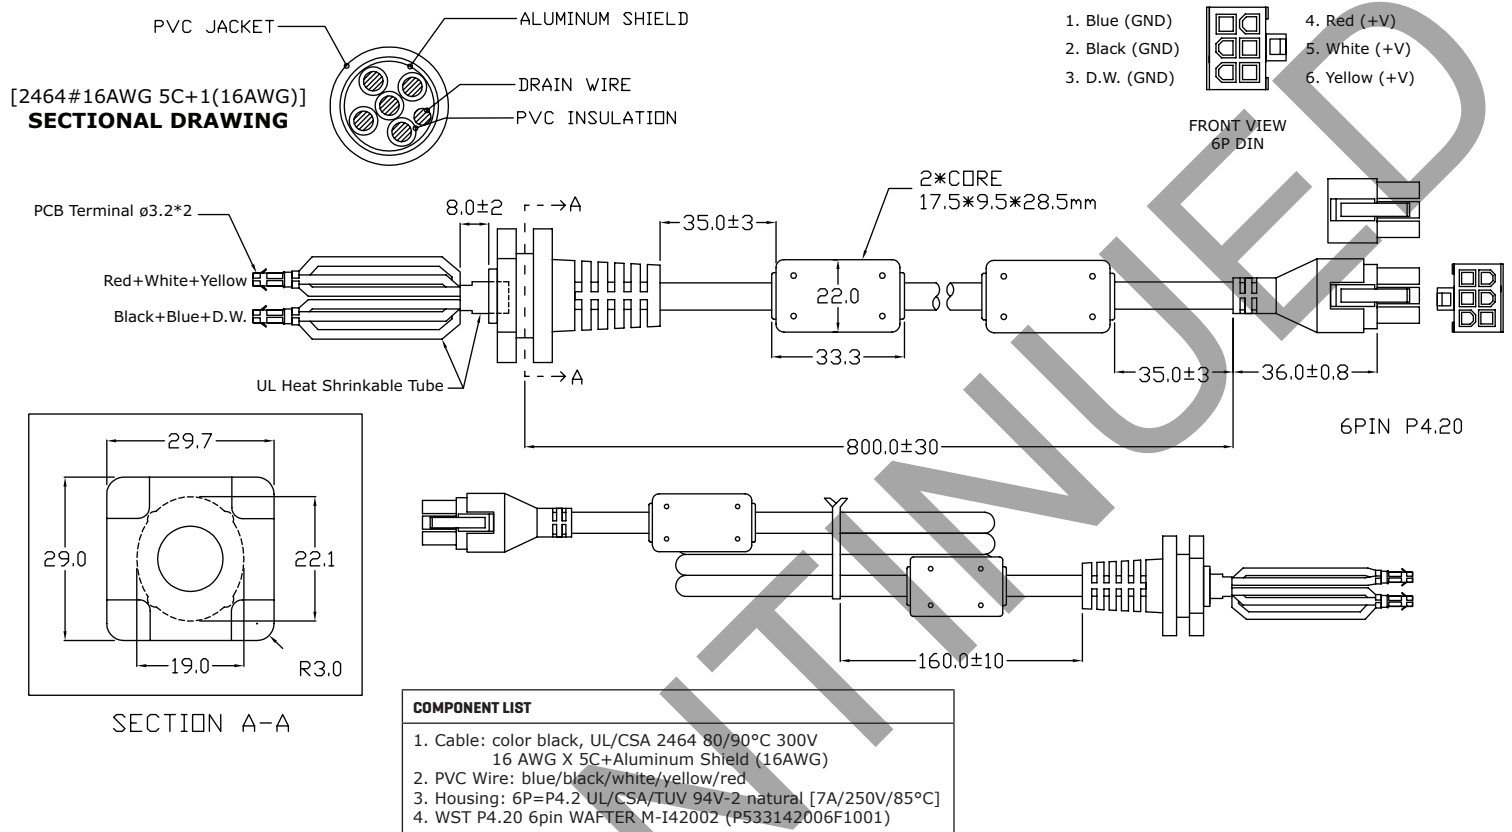 PVC JACKET
ALUMINUM SHIELD
DRAIN WIRE
PVC INSULATION
[2464#16AWG 5C+1(16AWG)]
SECTIONAL DRAWING
1. Blue (GND)
2. Black (GND)
3. D.W. (GND)
4. Red (+V)
5. White (+V)
6. Yellow (+V)
FRONT VIEW
6P DIN
2*CORE
17.5*9.5*28.5mm
PCB Terminal ø3.2*2
8.0±2
A
35.0±3
Red+White+Yellow
Black+Blue+D.W.
22.0
33.3
UL Heat Shrinkable Tube
A
35.0±3
36.0±0.8
800.0±30
6PIN P4.20
29.7
29.0
22.1
19.0
R3.0
SECTION A-A
160.0±10
COMPONENT LIST
1. Cable: color black, UL/CSA 2464 80/90°C 300V
16 AWG X 5C+Aluminum Shield (16AWG)
2. PVC Wire: blue/black/white/yellow/red
3. Housing: 6P=P4.2 UL/CSA/TUV 94V-2 natural [7A/250V/85°C]
4. WST P4.20 6pin WAFTER M-I42002 (P533142006F1001)
NTINUED